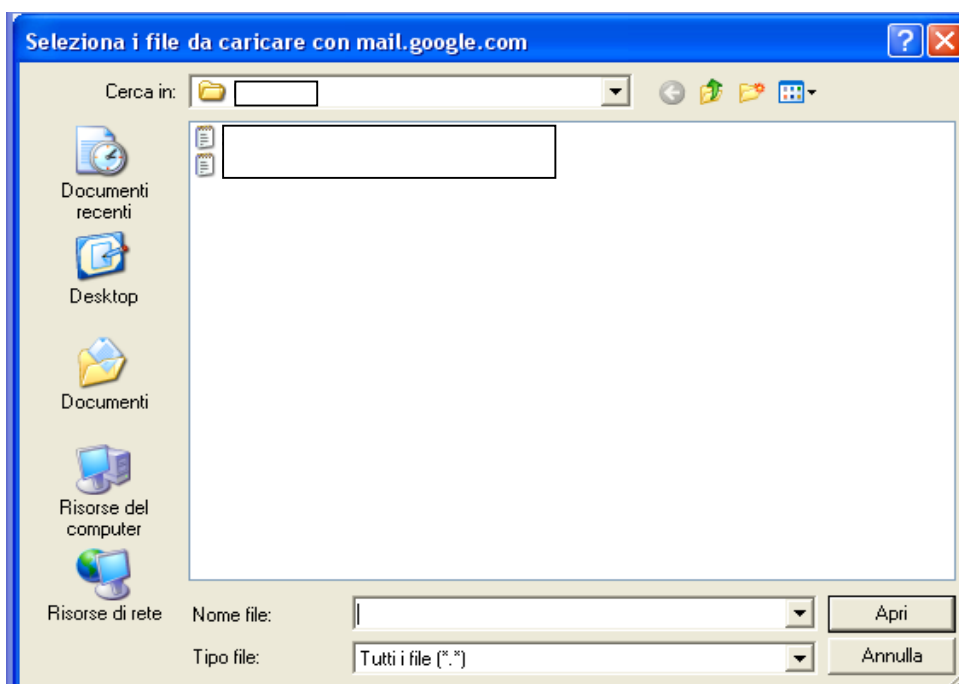 Seleziona i file da caricare con mail.google.com
Cerca in:
Documenti
recenti
Desktop
Documenti
Risorse del
computer
Risorse di rete
Nome file:
Apri
Tipo file:
Tutti i file (*.*)
Annulla